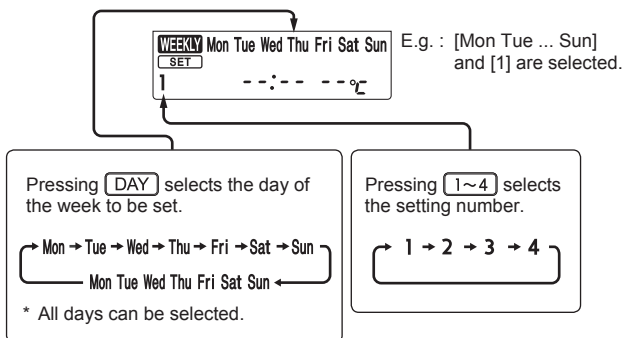 WEEKLY Mon Tue Wed Thu Fri Sat Sun
SET
1 --:-- --℃
E.g. : [Mon Tue ... Sun]
and [1] are selected.
Pressing DAY selects the day of
the week to be set.
Mon → Tue → Wed → Thu → Fri → Sat → Sun
Mon Tue Wed Thu Fri Sat Sun ←
* All days can be selected.
Pressing 1~4 selects
the setting number.
1 → 2 → 3 → 4